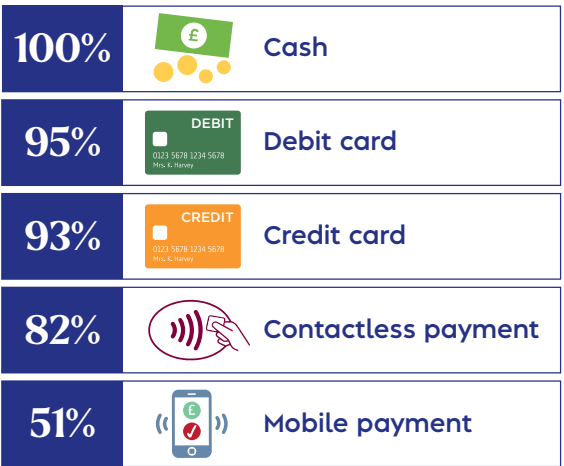 100% £ Cash
95% DEBIT Debit card
0123 5678 1234 5678
Mrs. K. Harvey
93% CREDIT Credit card
0123 5678 1234 5678
Mrs. K. Harvey
82% Contactless payment
51% £ Mobile payment